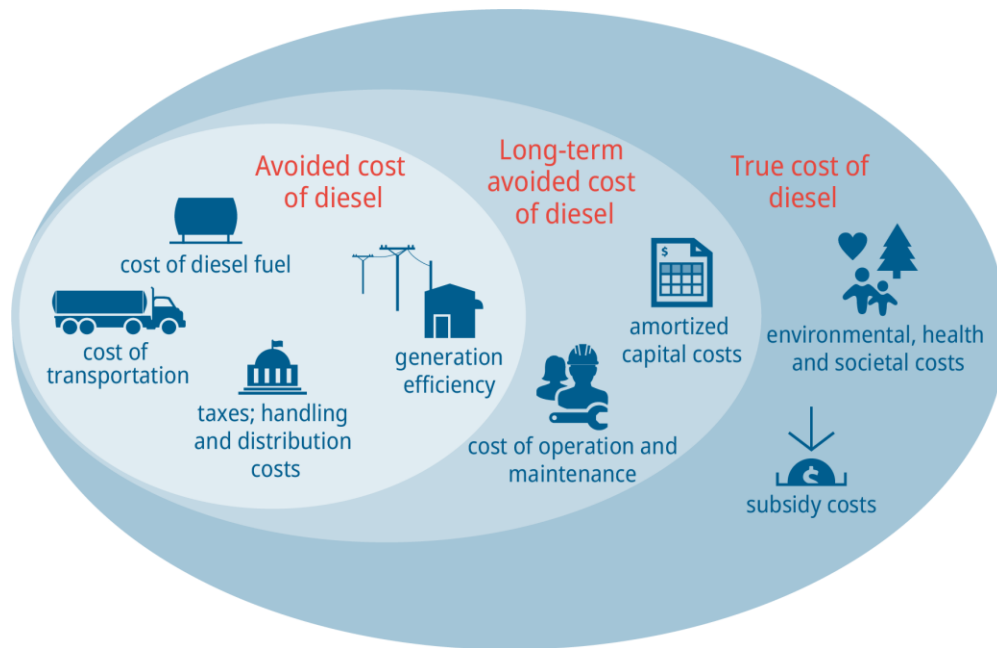 Avoided cost
of diesel
cost of diesel fuel
cost of
transportation
taxes; handling
and distribution
costs
generation
efficiency
Long-term
avoided cost
of diesel
$
amortized
capital costs
cost of operation and
maintenance
True cost of
diesel
environmental, health
and societal costs
$
subsidy costs